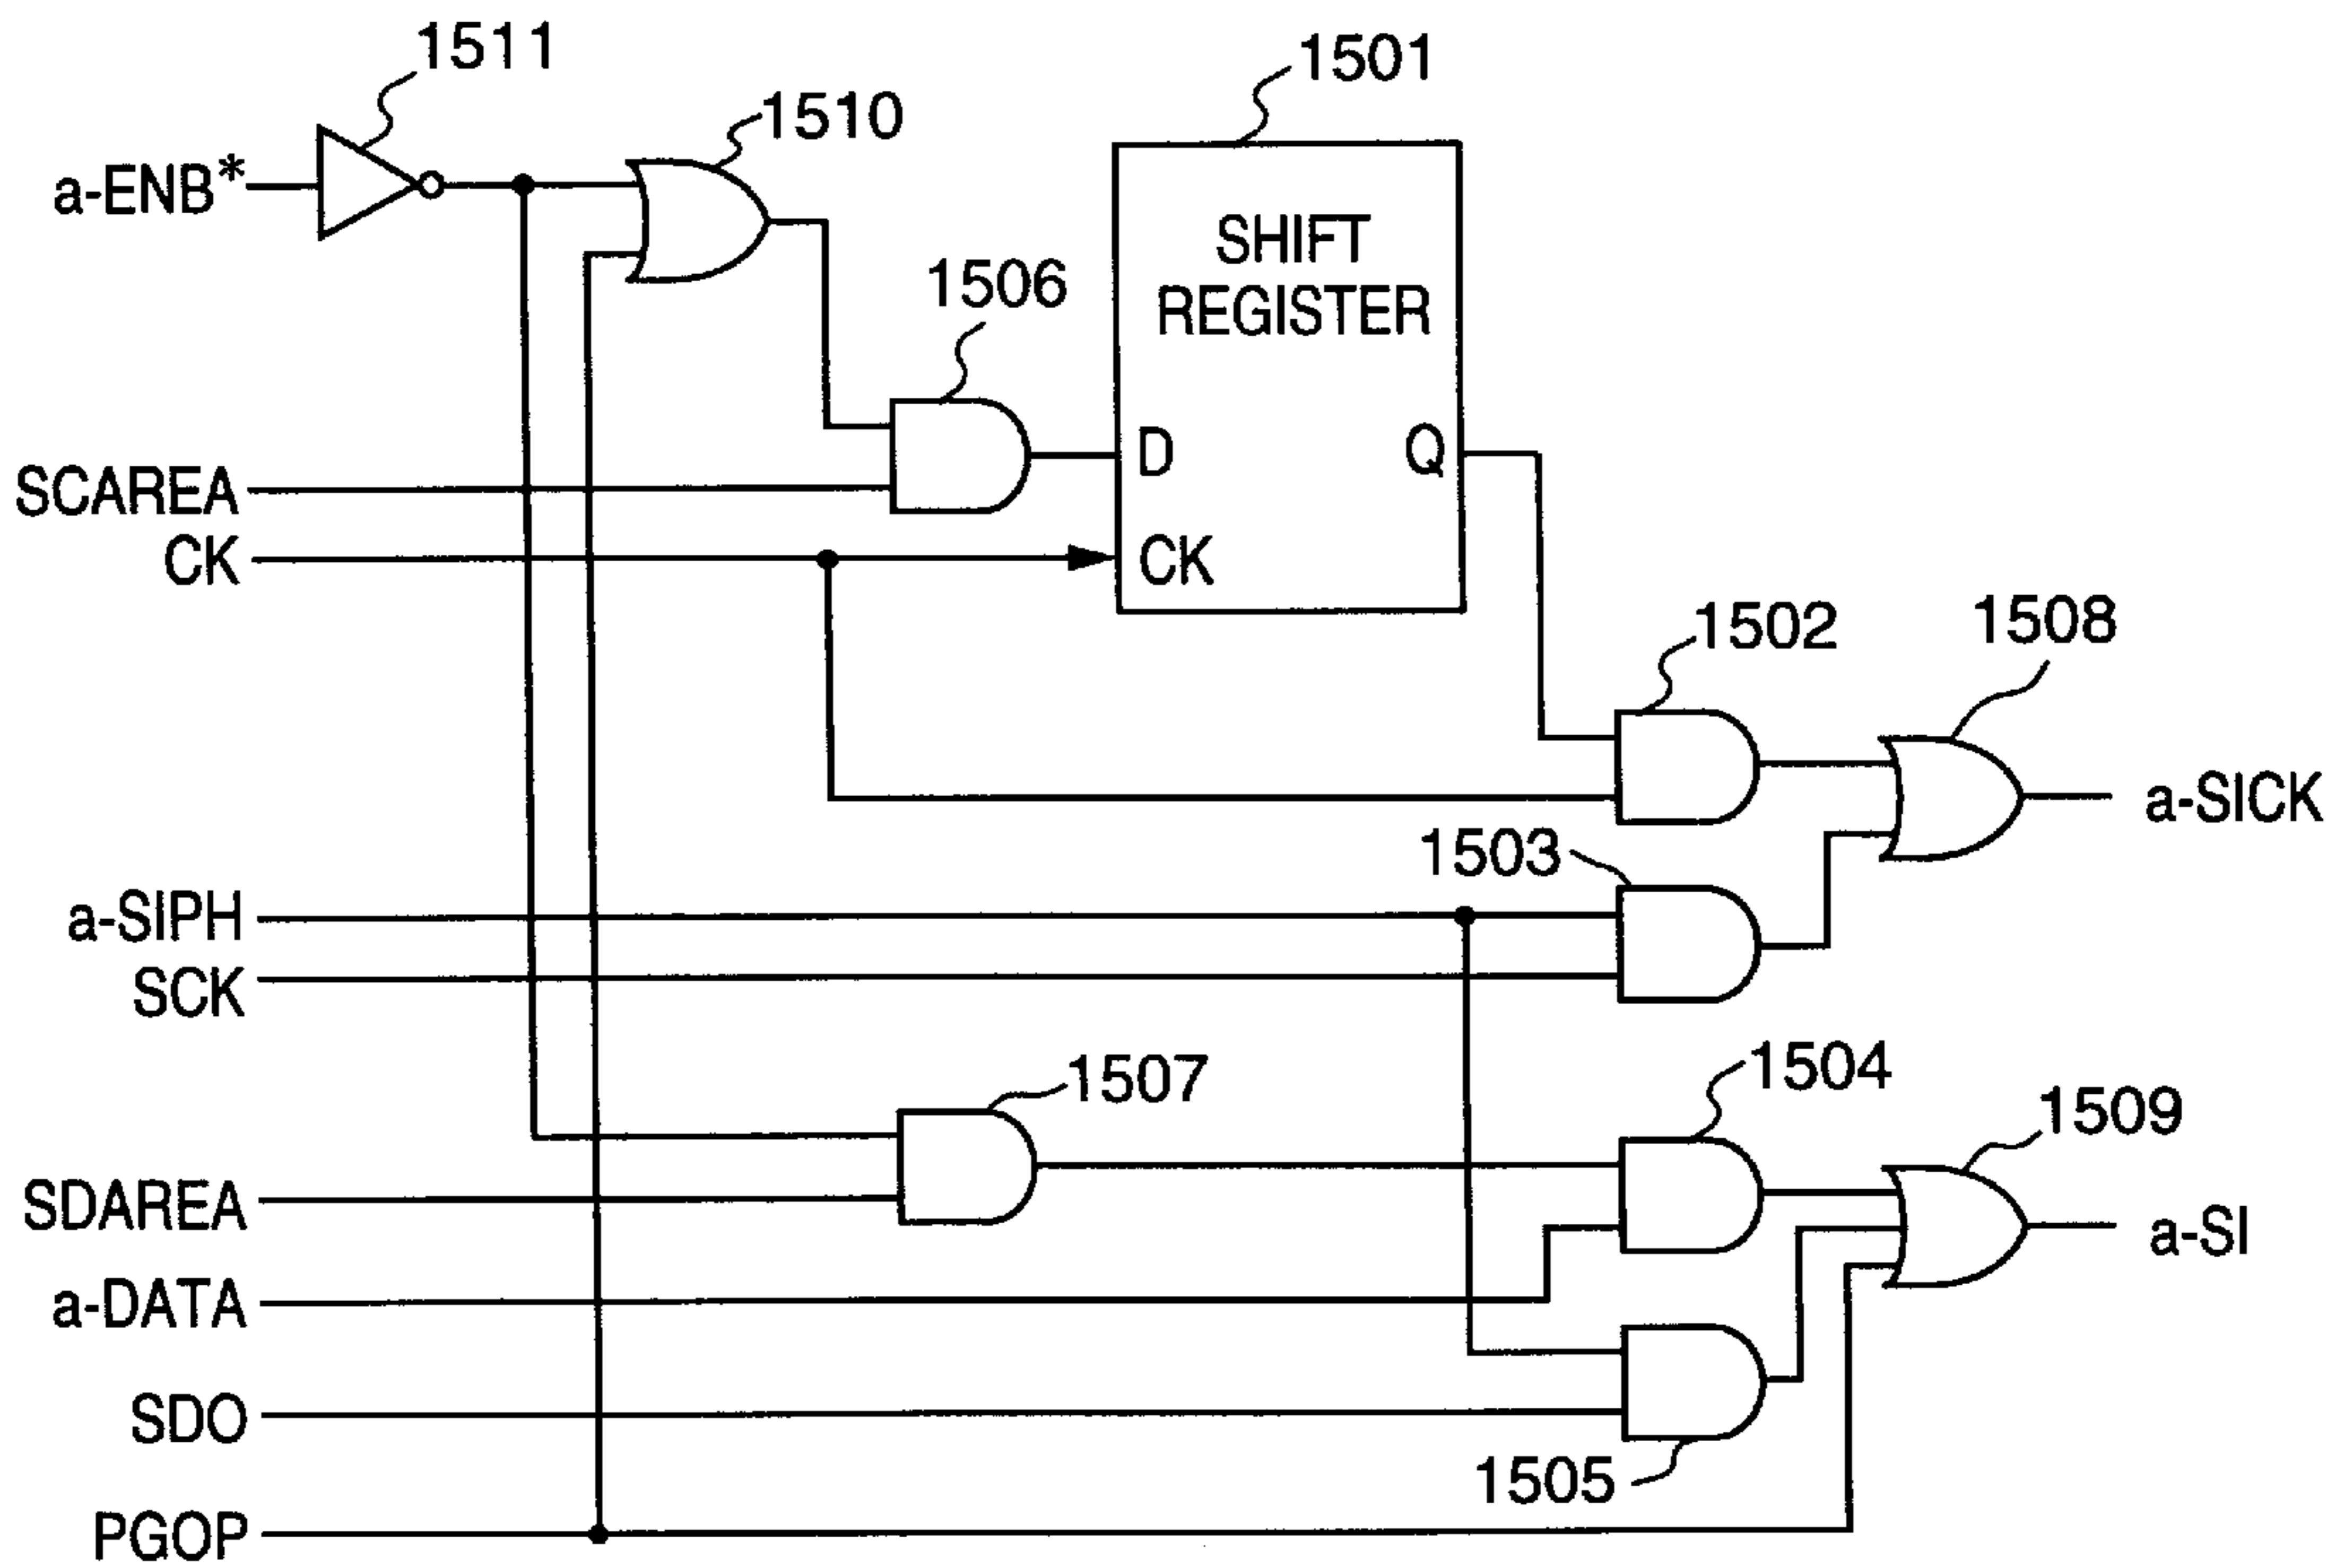 1511
1501
1510
a-ENB*
SHIFT
REGISTER
1506
D
Q
SCAREA
CK
CK
1502
1508
a-SICK
1503
a-SIPH
SCK
1507
1504
1509
SDAREA
a-SI
a-DATA
SDO
1505
PGOP